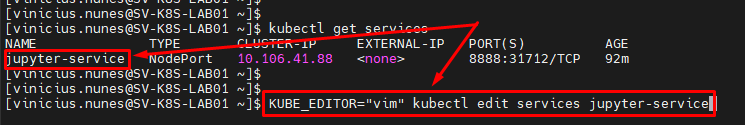 [vinicius.nunes@SV-K8S-LAB01 ~]$
[vinicius.nunes@SV-K8S-LAB01 ~]$ kubectl get services
NAME TYPE CLUSTER-IP EXTERNAL-IP PORT(S) AGE
jupyter-service NodePort 10.106.41.88 <none> 8888:31712/TCP 92m
[vinicius.nunes@SV-K8S-LAB01 ~]$
[vinicius.nunes@SV-K8S-LAB01 ~]$
[vinicius.nunes@SV-K8S-LAB01 ~]$ KUBE_EDITOR="vim" kubectl edit services jupyter-service